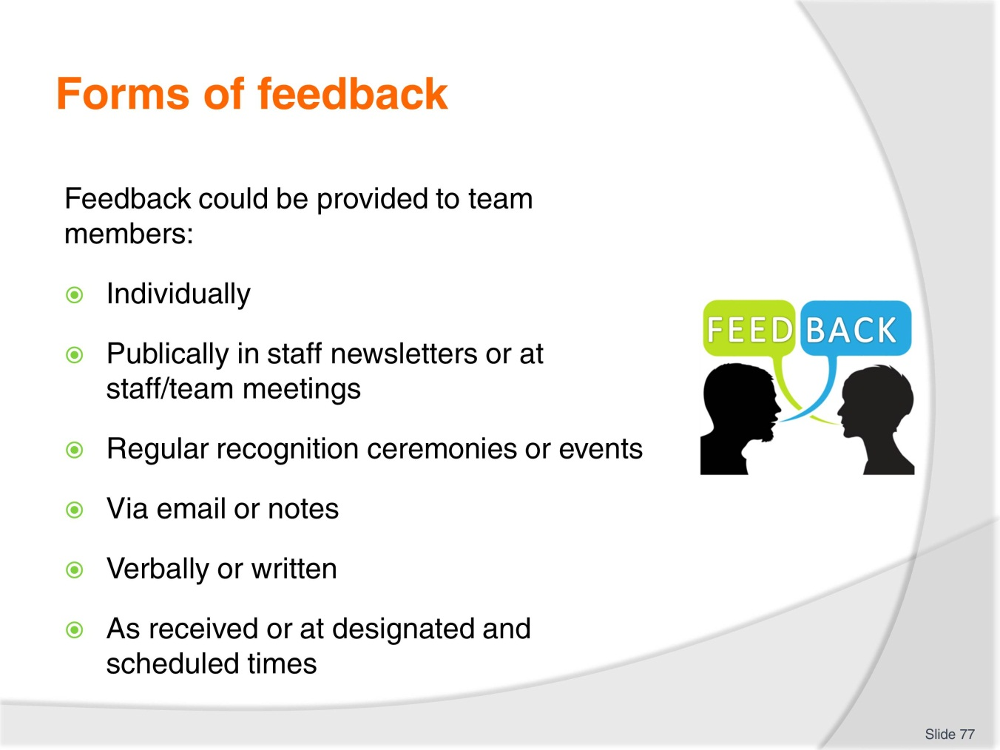 Forms of feedback
Feedback could be provided to team
members:
Individually
Publically in staff newsletters or at
staff/team meetings
Regular recognition ceremonies or events
Via email or notes
Verbally or written
As received or at designated and
scheduled times
FEEDBACK
Slide 77